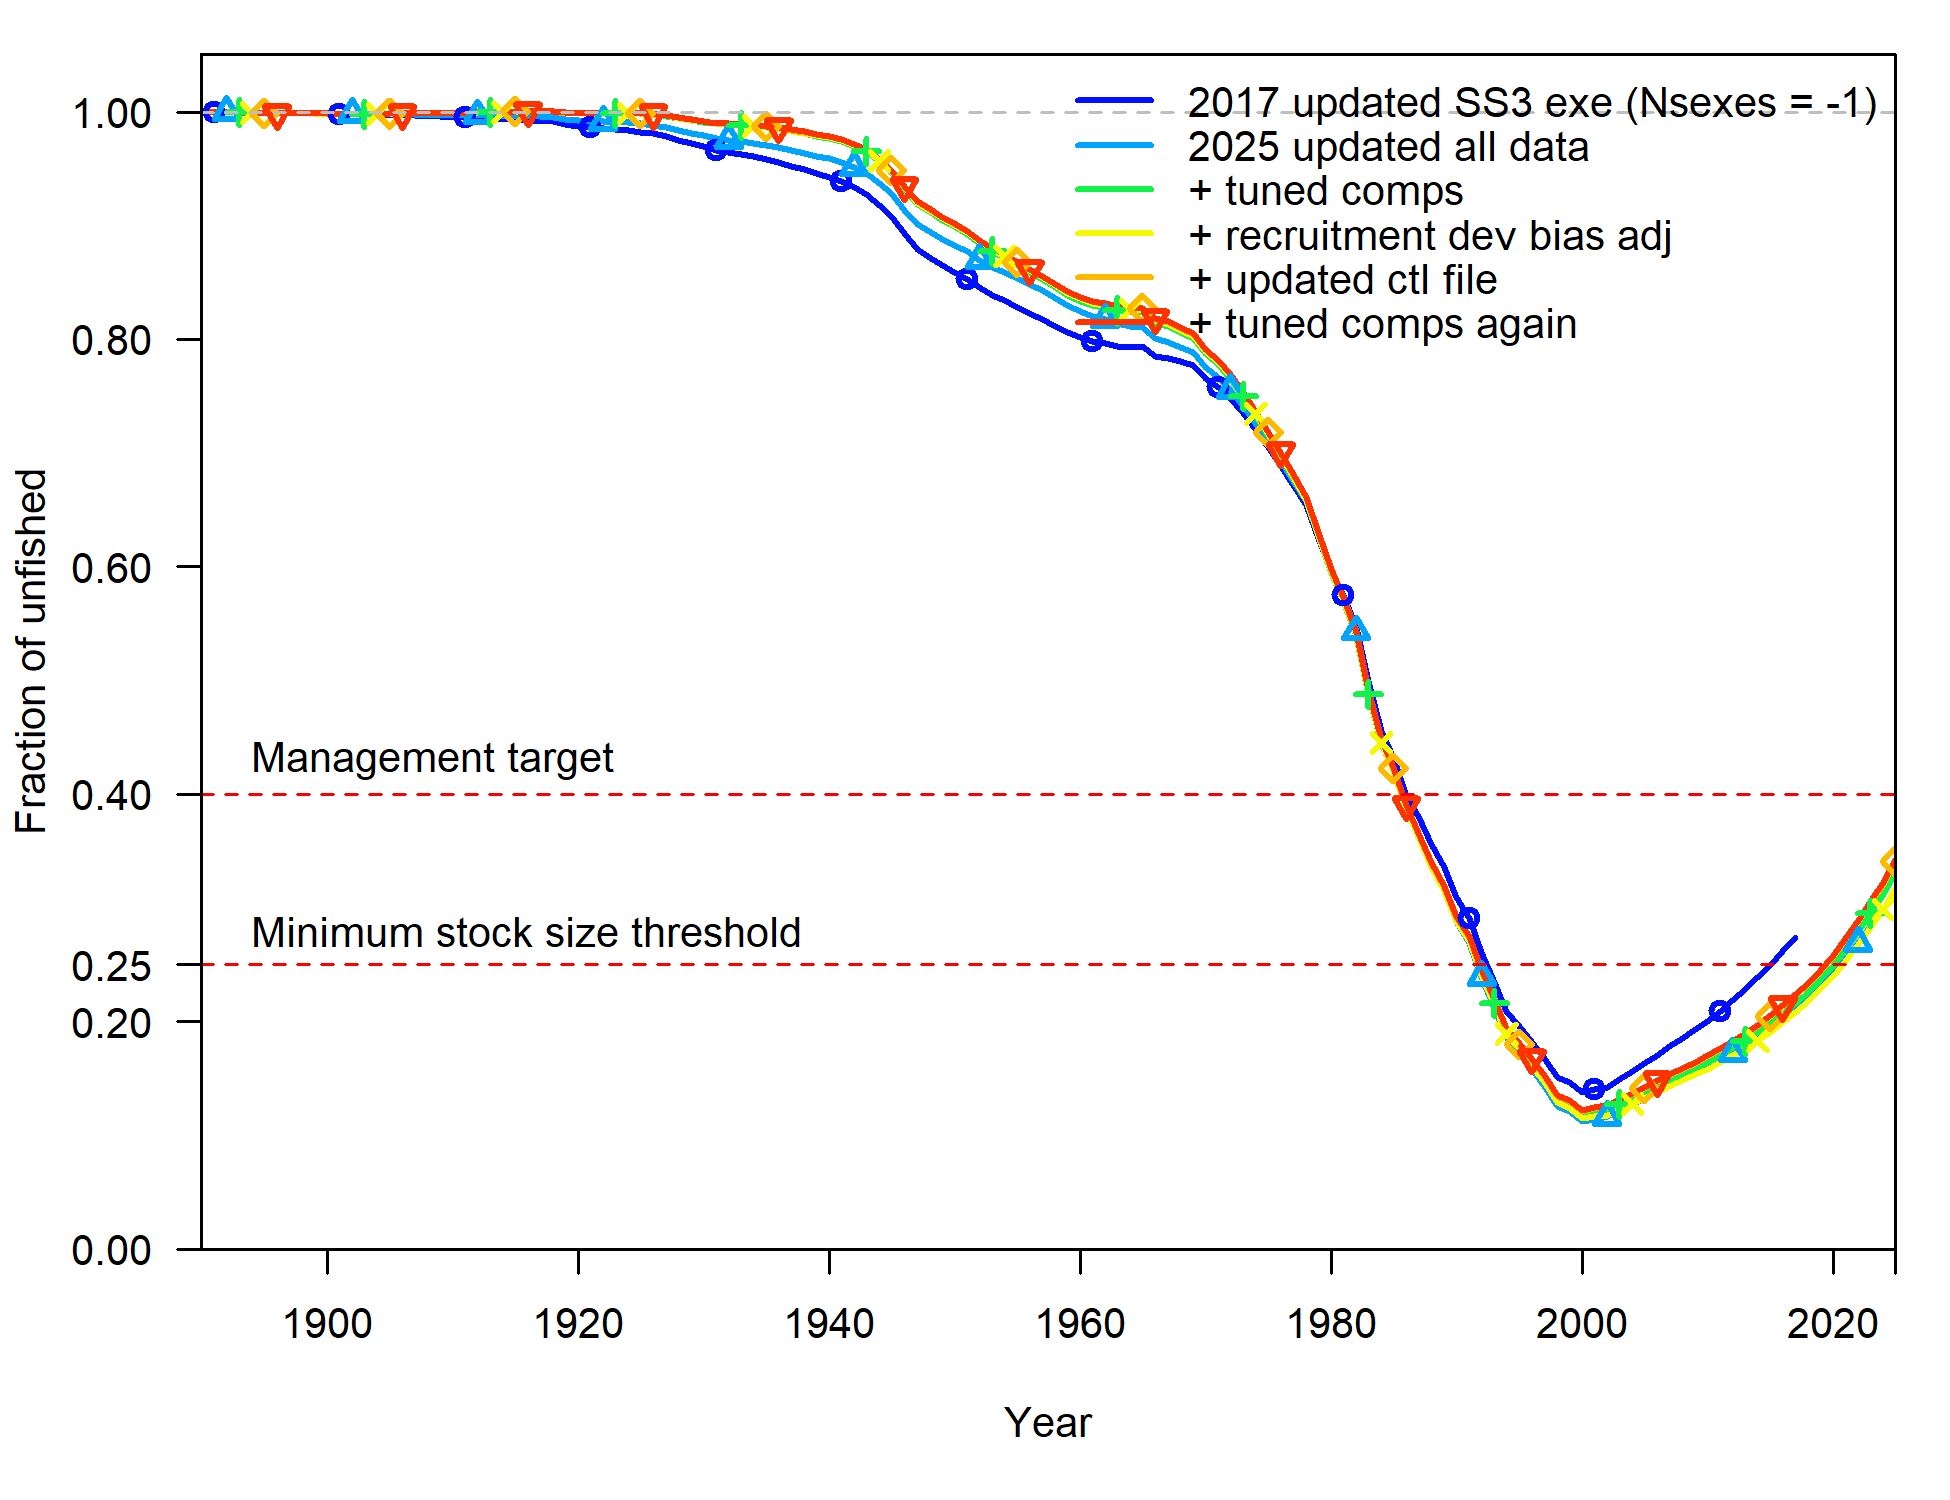 2017 updated SS3 exe (Nsexes = -1)
2025 updated all data
+ tuned comps
+ recruitment dev bias adj
+ updated ctl file
+ tuned comps again
1.00
0.80
0.60
0.40
0.25
0.20
0.00
Fraction of unfished
Management target
Minimum stock size threshold
1900
1920
1940
1960
1980
2000
2020
Year